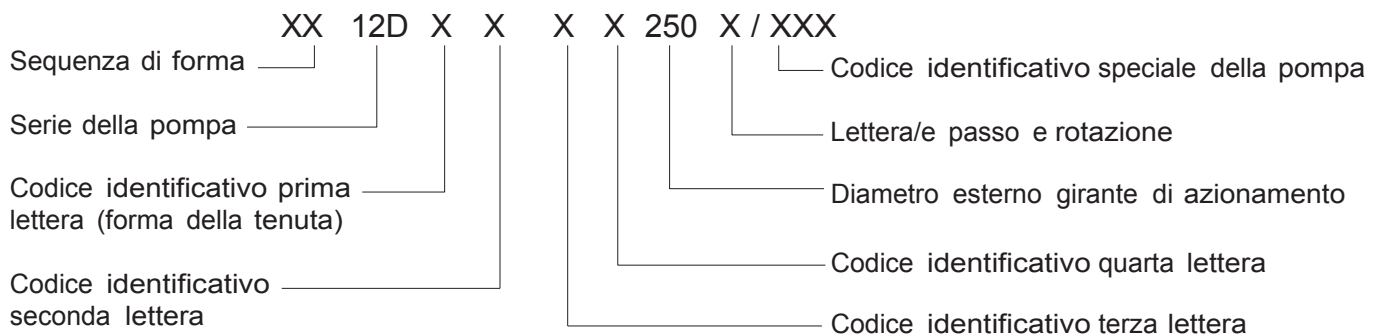 XX 12D X X X X 250 X / XXX
Sequenza di forma
Serie della pompa
Codice identificativo prima
lettera (forma della tenuta)
Codice identificativo
seconda lettera
Codice identificativo speciale della pompa
Lettera/e passo e rotazione
Diametro esterno girante di azionamento
Codice identificativo quarta lettera
Codice identificativo terza lettera